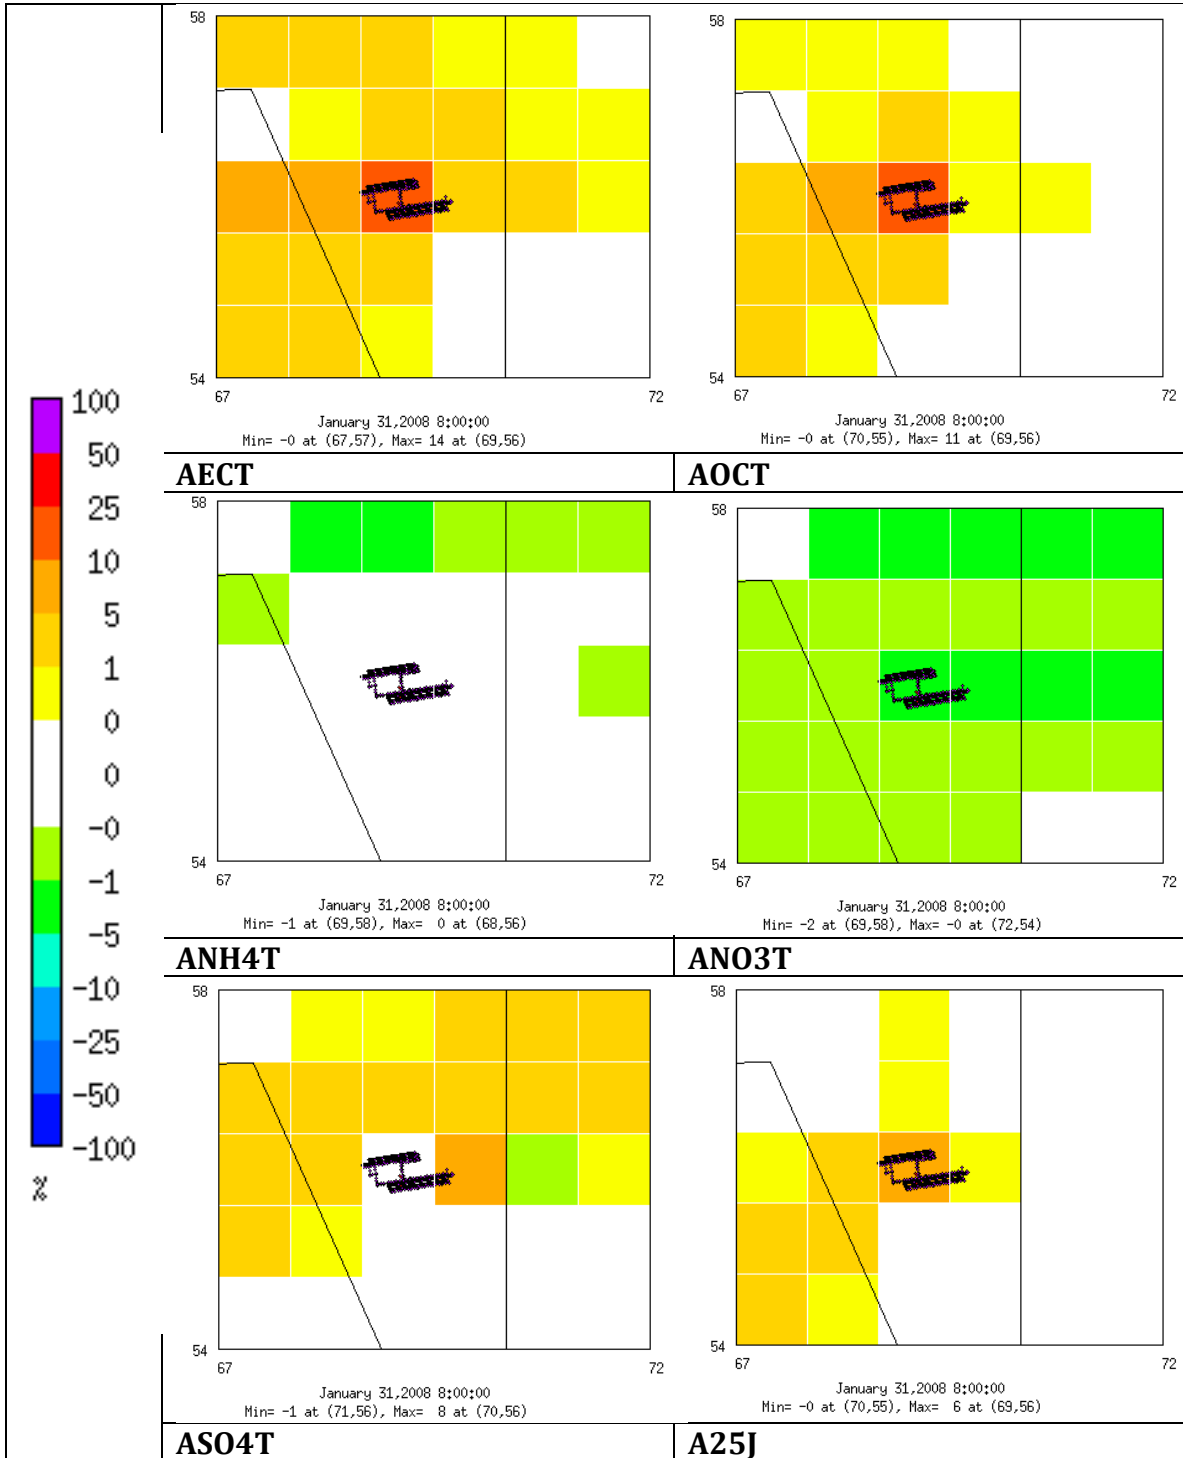 100
50
25
10
5
1
0
0
-0
-1
-5
-10
-25
-50
-100
%
58
54
67
72
January 31,2008 8:00:00
Min= -0 at (67,57), Max= 14 at (69,56)
AECT
58
54
67
72
January 31,2008 8:00:00
Min= -0 at (70,55), Max= 11 at (69,56)
AOCT
58
54
67
72
January 31,2008 8:00:00
Min= -1 at (69,58), Max= 0 at (68,56)
ANH4T
58
54
67
72
January 31,2008 8:00:00
Min= -2 at (69,58), Max= -0 at (72,54)
ANO3T
58
54
67
72
January 31,2008 8:00:00
Min= -1 at (71,56), Max= 8 at (70,56)
ASO4T
58
54
67
72
January 31,2008 8:00:00
Min= -0 at (70,55), Max= 6 at (69,56)
A25J